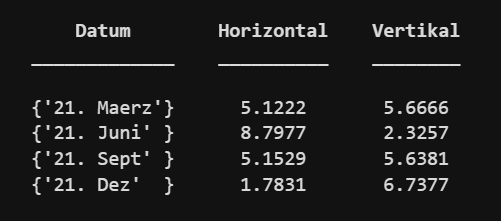 Datum Horizontal Vertikal
{'21. Maerz'} 5.1222 5.6666
{'21. Juni' } 8.7977 2.3257
{'21. Sept' } 5.1529 5.6381
{'21. Dez'  } 1.7831 6.7377